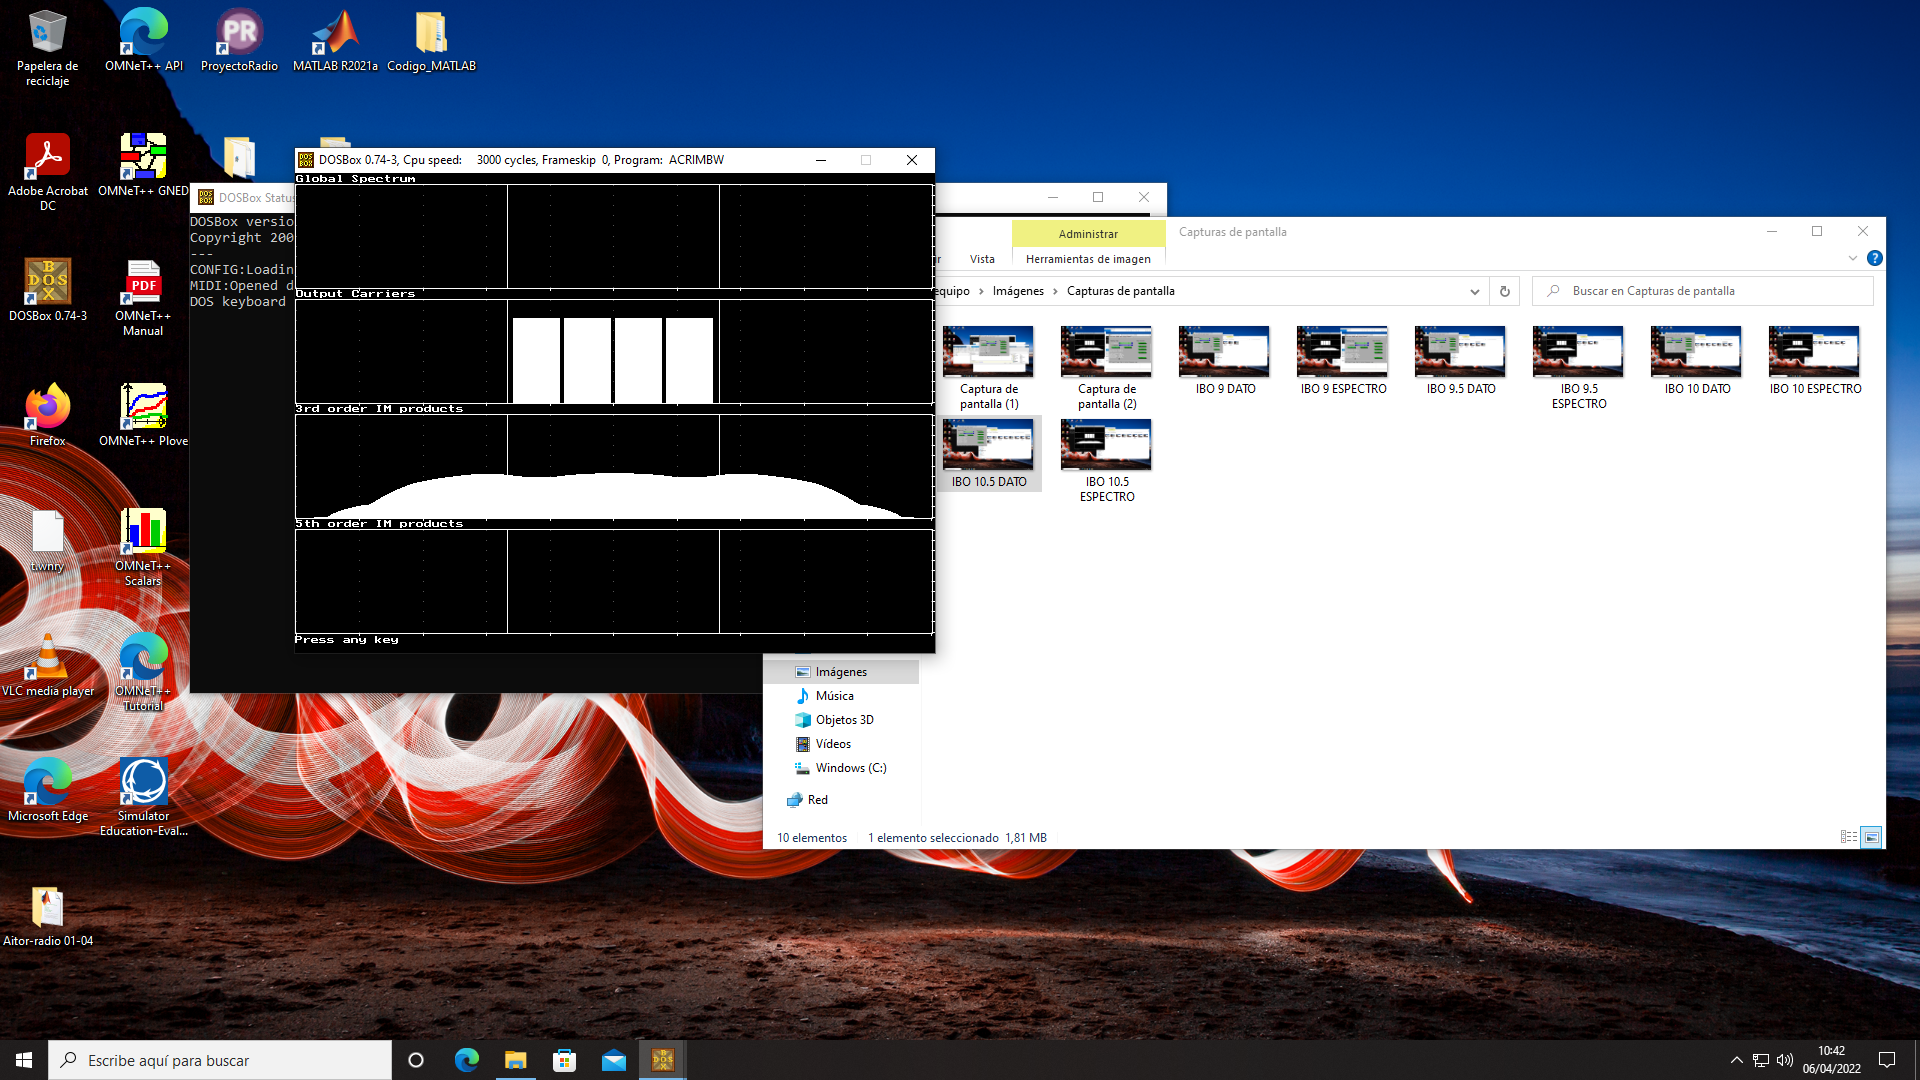 Papelera de
reciclaje
OMNeT++ API
ProyectoRadio
MATLAB R2021a
Codigo_MATLAB
Adobe Acrobat
DC
OMNeT++ GNED
DOSBox 0.74-3
OMNeT++
Manual
Firefox
OMNeT++ Plove
t.wnry
OMNeT++
Scalars
VLC media player
OMNeT++
Tutorial
Microsoft Edge
Simulator
Education-Eval...
Aitor-radio 01-04
DOSBox Status
DOSBox versio
Copyright 200
---
CONFIG:Loadin
MIDI:Opened d
DOS keyboard
DOSBox 0.74-3, Cpu speed: 3000 cycles, Frameskip 0, Program: ACRIMBW
Global Spectrum
Output Carriers
3rd order IM products
5th order IM products
Press any key
Administrar
Capturas de pantalla
r
Vista
Herramientas de imagen
equipo > Imágenes > Capturas de pantalla
Buscar en Capturas de pantalla
Captura de
pantalla (1)
Captura de
pantalla (2)
IBO 9 DATO
IBO 9 ESPECTRO
IBO 9.5 DATO
IBO 9.5
ESPECTRO
IBO 10 DATO
IBO 10 ESPECTRO
IBO 10.5 DATO
IBO 10.5
ESPECTRO
Imágenes
Música
Objetos 3D
Vídeos
Windows (C:)
Red
10 elementos
1 elemento seleccionado 1,81 MB
Escribe aquí para buscar
10:42
06/04/2022